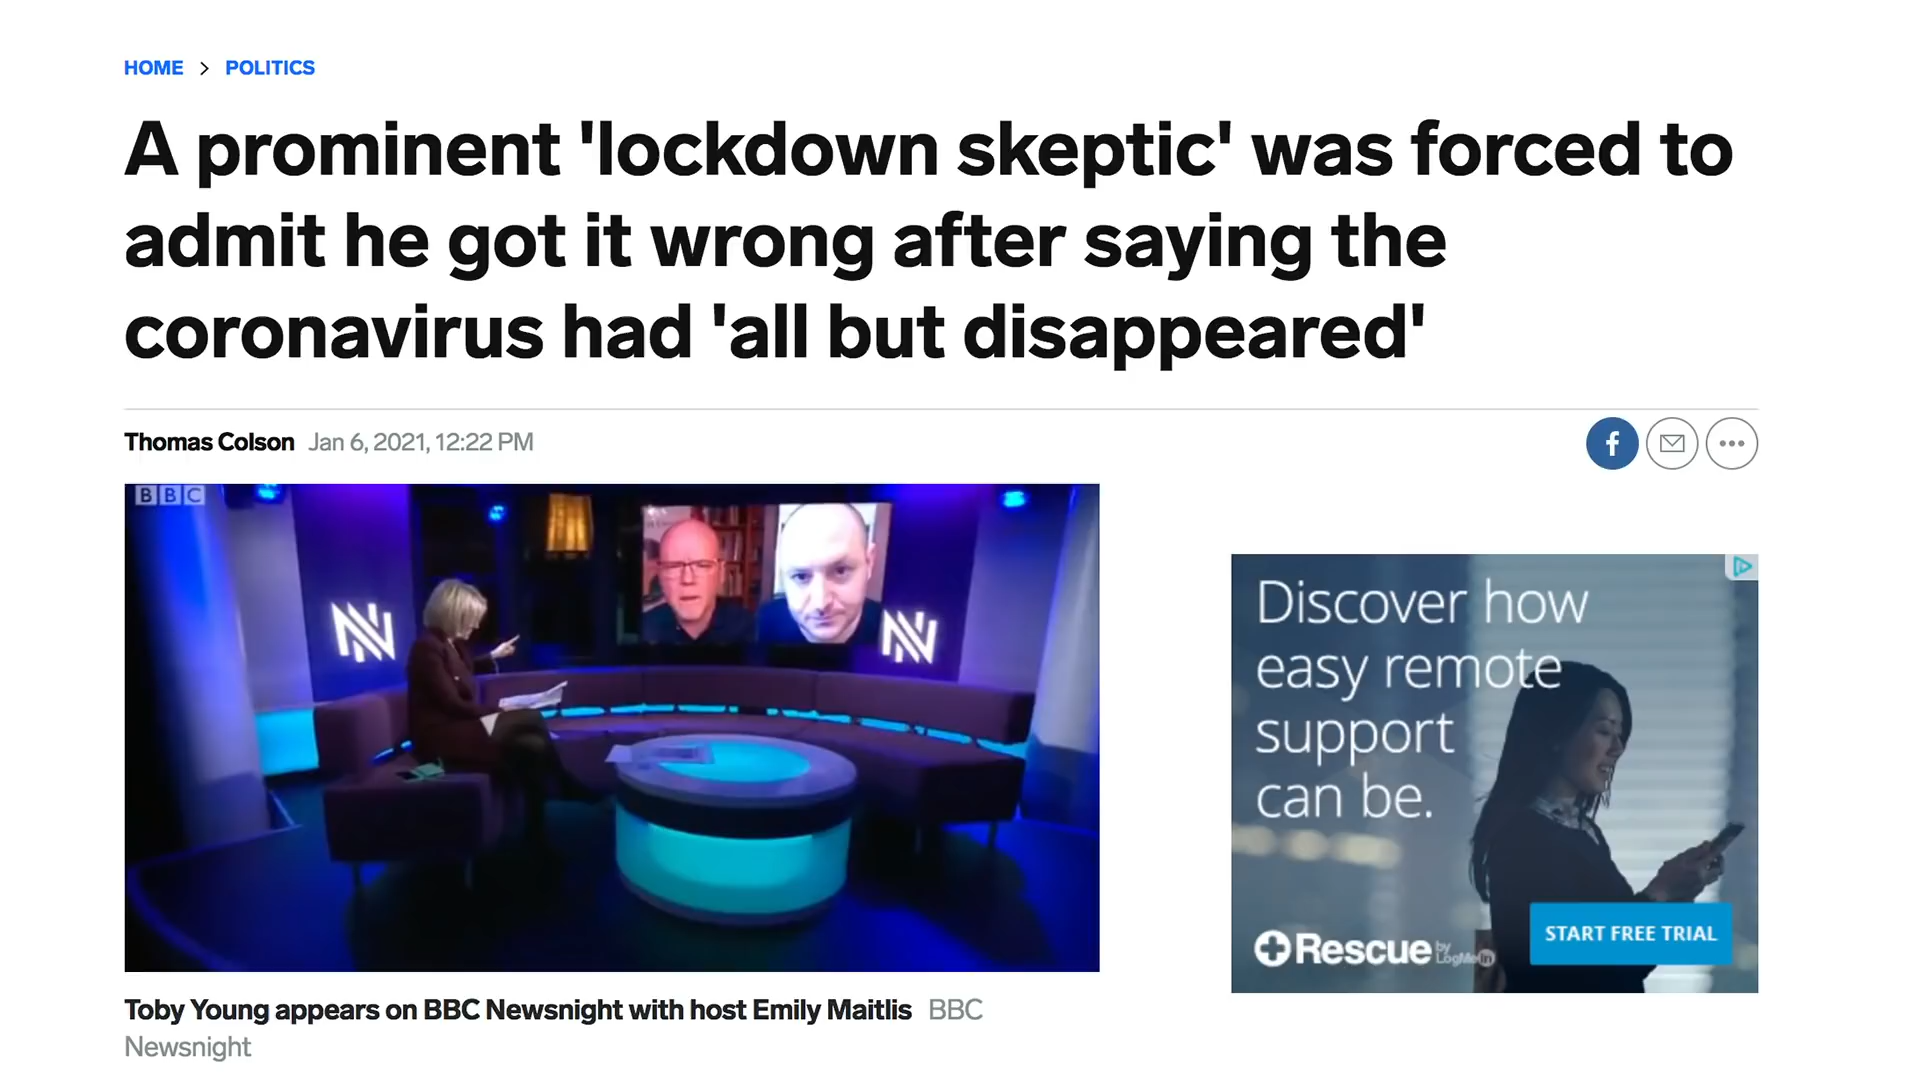 HOME > POLITICS
A prominent 'lockdown skeptic' was forced to
admit he got it wrong after saying the
coronavirus had 'all but disappeared'
Thomas Colson Jan 6, 2021, 12:22 PM
BBC
Discover how
easy remote
support
can be.
START FREE TRIAL
Rescue by LogMeIn
Toby Young appears on BBC Newsnight with host Emily Maitlis BBC
Newsnight